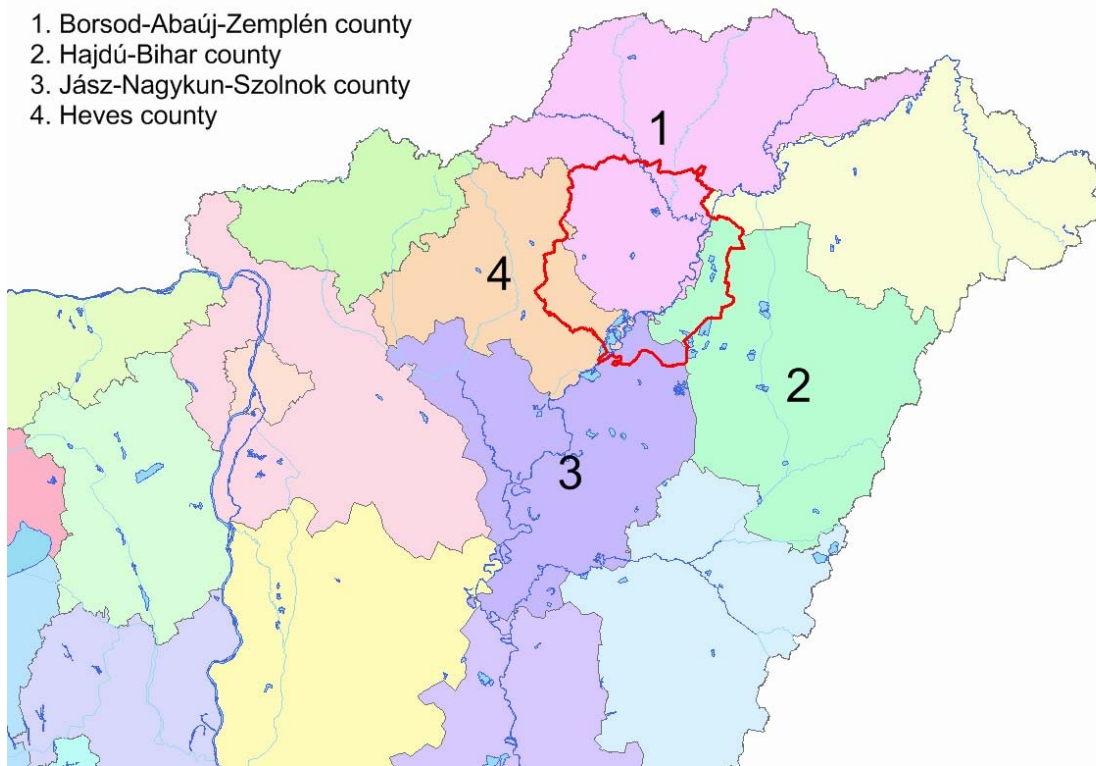 1. Borsod-Abaúj-Zemplén county
2. Hajdú-Bihar county
3. Jász-Nagykun-Szolnok county
4. Heves county
1
4
2
3